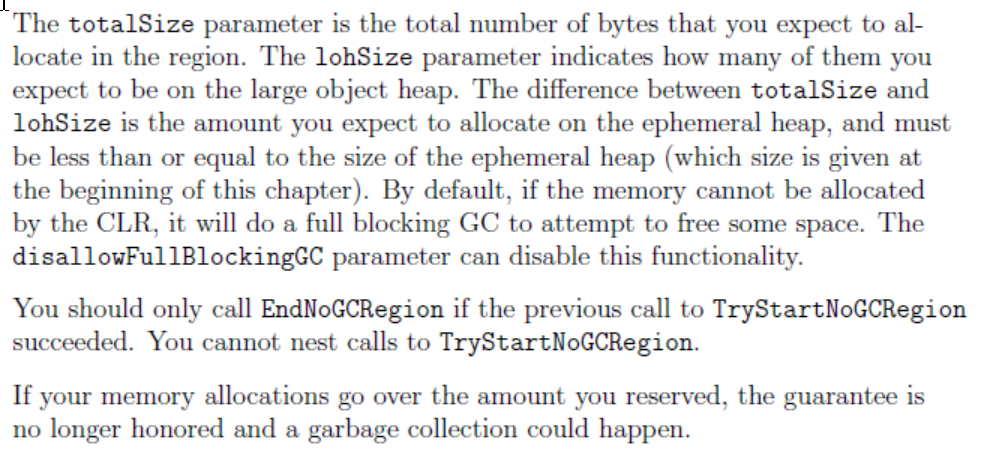 The totalSize parameter is the total number of bytes that you expect to al-
locate in the region. The lohSize parameter indicates how many of them you
expect to be on the large object heap. The difference between totalSize and
lohSize is the amount you expect to allocate on the ephemeral heap, and must
be less than or equal to the size of the ephemeral heap (which size is given at
the beginning of this chapter). By default, if the memory cannot be allocated
by the CLR, it will do a full blocking GC to attempt to free some space. The
disallowFullBlockingGC parameter can disable this functionality.
You should only call EndNoGCRegion if the previous call to TryStartNoGCRegion
succeeded. You cannot nest calls to TryStartNoGCRegion.
If your memory allocations go over the amount you reserved, the guarantee is
no longer honored and a garbage collection could happen.